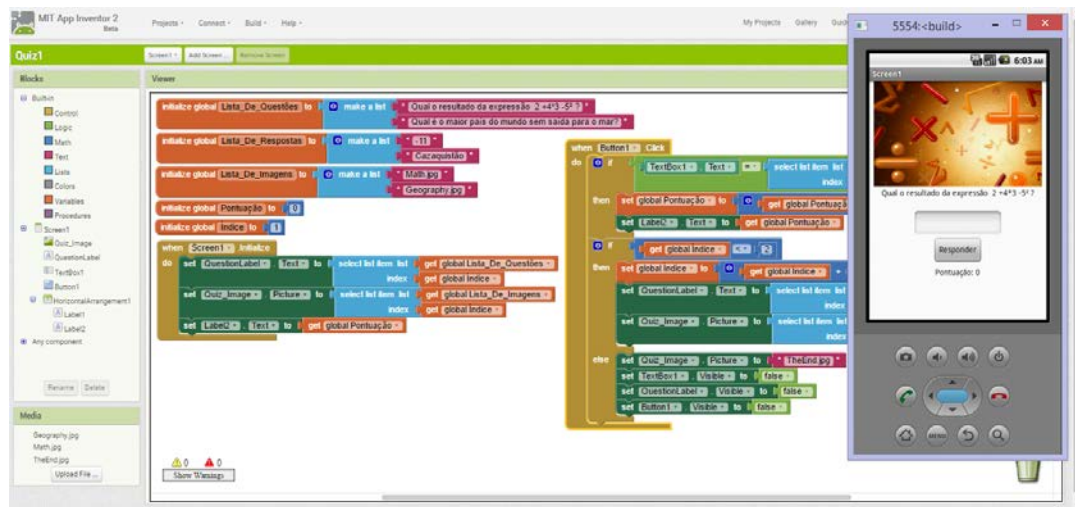 MIT App Inventor 2
Beta
Projects Connect Build Help
My Projects Gallery
Quiz1
Screen1 Add Screen ... Remove Screen
Blocks
Viewer
Built-in
Control
Logic
Math
Text
Lists
Colors
Variables
Procedures
Screen1
Quiz_Image
QuestionLabel
TextBox1
Button1
HorizontalArrangement1
Label1
Label2
Any component
Rename Delete
Media
Geography.jpg
Math.jpg
TheEnd.jpg
Upload File ...
initialize global Lista_De_Questões to make a list " Qual o resultado da expressão 2 +4*3 -5² ? "
" Qual é o maior país do mundo sem saída para o mar? "
initialize global Lista_De_Respostas to make a list " -11 "
" Cazaquistão "
initialize global Lista_De_Imagens to make a list " Math.jpg "
" Geography.jpg "
initialize global Pontuação to 0
initialize global Indice to 1
when Screen1 .Initialize
do set QuestionLabel . Text to select list item list get global Lista_De_Questões
index get global Indice
set Quiz_Image . Picture to select list item list get global Lista_De_Imagens
index get global Indice
set Label2 . Text to get global Pontuação
when Button1 .Click
do if TextBox1 . Text = select list item list
index
then set global Pontuação to get global Pontuaçã
set Label2 . Text to get global Pontuação
if get global Indice < 2
then set global Indice to get global Indice +
set QuestionLabel . Text to select list item list
index
set Quiz_Image . Picture to select list item list
index
else set Quiz_Image . Picture to " TheEnd.jpg "
set TextBox1 . Visible to false
set QuestionLabel . Visible to false
set Button1 . Visible to false
0 0
Show Warnings
5554:<build>
6:03 AM
Screen1
Qual o resultado da expressão 2 +4*3 -5² ?
Responder
Pontuação: 0
MENU